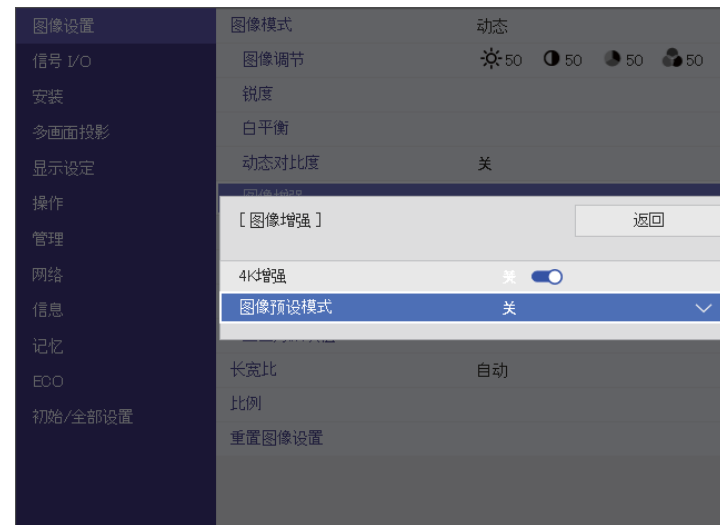 图像设置
信号 I/O
安装
多画面投影
显示设定
操作
管理
网络
信息
记忆
ECO
初始/全部设置
图像模式 动态
图像调节 50 50 50 50
锐度
白平衡
动态对比度 关
图像增强
[ 图像增强 ] 返回
4K增强 关
图像预设模式 关
长宽比 自动
比例
重置图像设置